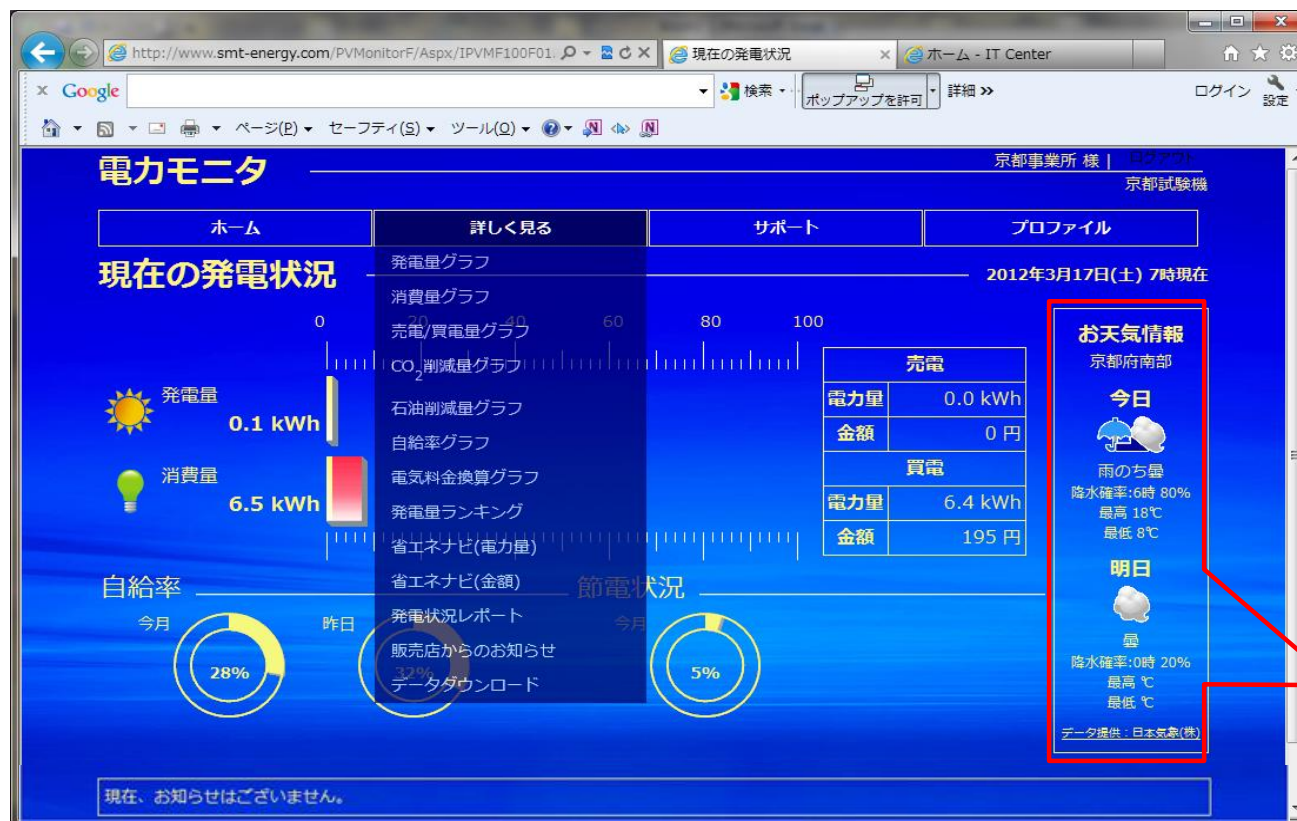 http://www.smt-energy.com/PVMonitorF/Aspx/IPVMF100F01.
現在の発電状況
ホーム - IT Center
x Google
検索
ポップアップを許可
詳細 »
ログイン
設定
ページ(P)
セーフティ(S)
ツール(O)
電力モニタ
京都事業所 様 | ログアウト
京都試験機
ホーム
詳しく見る
サポート
プロファイル
現在の発電状況
2012年3月17日(土) 7時現在
発電量グラフ
消費量グラフ
売電/買電量グラフ
CO2削減量グラフ
石油削減量グラフ
自給率グラフ
電気料金換算グラフ
発電量ランキング
省エネナビ(電力量)
省エネナビ(金額)
発電状況レポート
販売店からのお知らせ
データダウンロード
0 20 40 60 80 100
発電量
0.1 kWh
消費量
6.5 kWh
売電
電力量 0.0 kWh
金額 0 円
買電
電力量 6.4 kWh
金額 195 円
お天気情報
京都府南部
今日
雨のち曇
降水確率:6時 80%
最高 18℃
最低 8℃
明日
曇
降水確率:0時 20%
最高 ℃
最低 ℃
データ提供：日本気象(株)
自給率
今月
28%
昨日
32%
節電状況
今月
5%
現在、お知らせはございません。